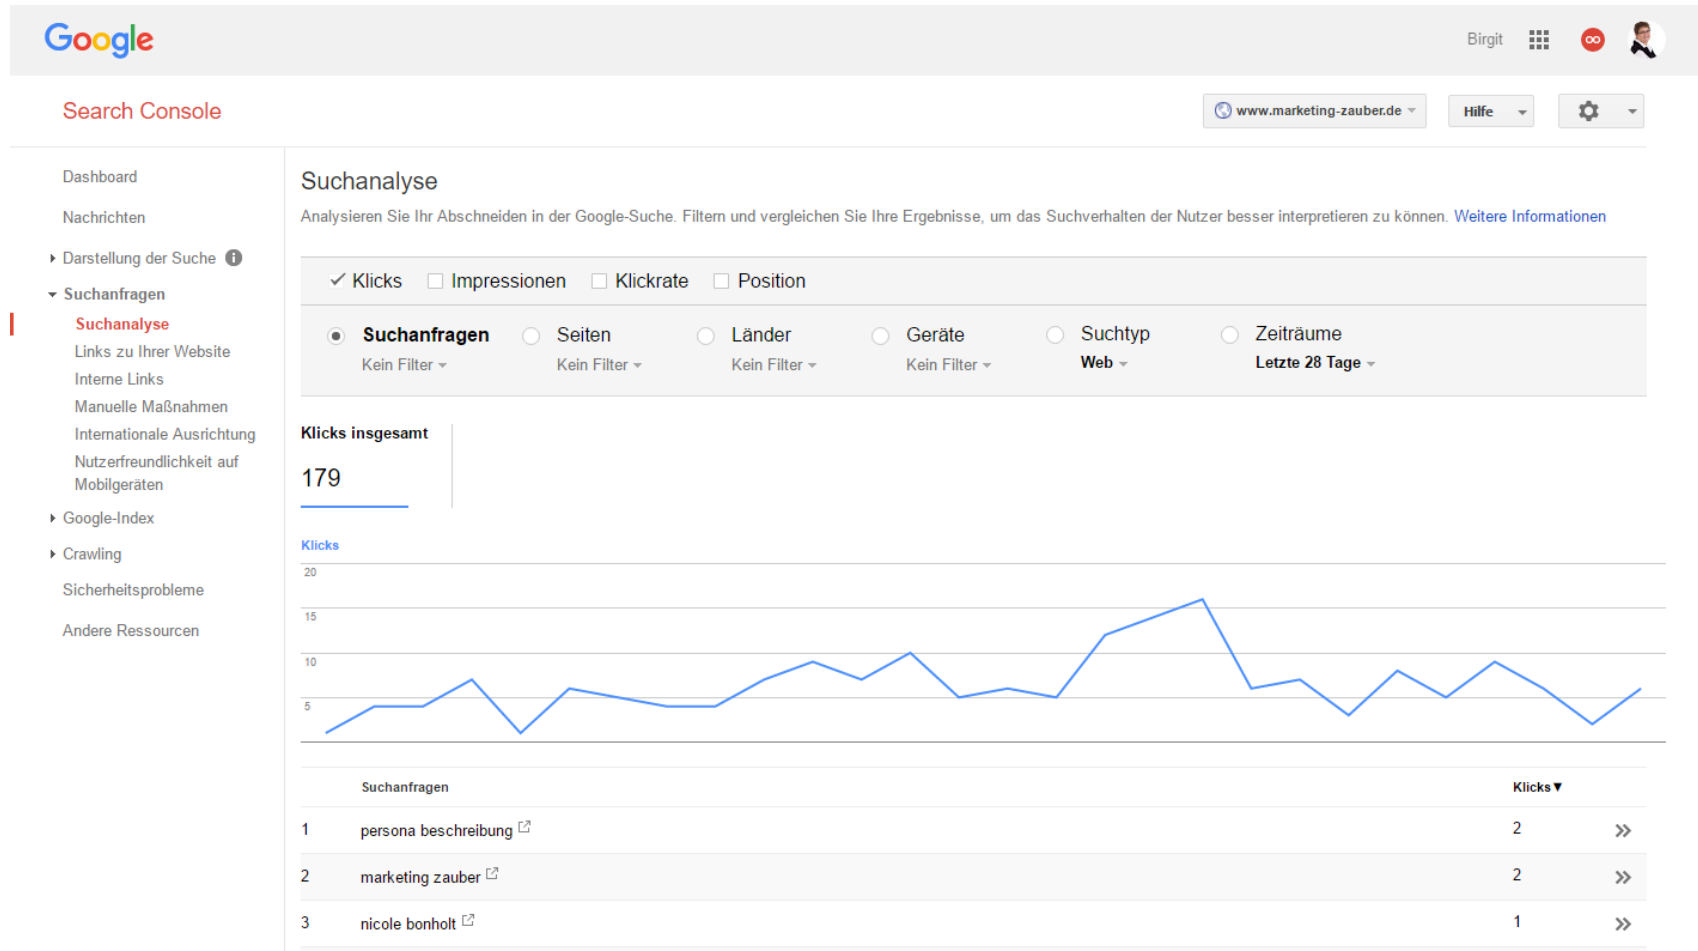 Google
Birgit
Search Console
www.marketing-zauber.de
Hilfe
Dashboard
Nachrichten
Darstellung der Suche
Suchanfragen
Suchanalyse
Links zu Ihrer Website
Interne Links
Manuelle Maßnahmen
Internationale Ausrichtung
Nutzerfreundlichkeit auf
Mobilgeräten
Google-Index
Crawling
Sicherheitsprobleme
Andere Ressourcen
Suchanalyse
Analysieren Sie Ihr Abschneiden in der Google-Suche. Filtern und vergleichen Sie Ihre Ergebnisse, um das Suchverhalten der Nutzer besser interpretieren zu können. Weitere Informationen
Klicks Impressionen Klickrate Position
Suchanfragen Seiten Länder Geräte Suchtyp Zeiträume
Kein Filter Kein Filter Kein Filter Kein Filter Web Letzte 28 Tage
Klicks insgesamt
179
Klicks
20
15
10
5
Suchanfragen Klicks▼
1 persona beschreibung 2 »
2 marketing zauber 2 »
3 nicole bonholt 1 »